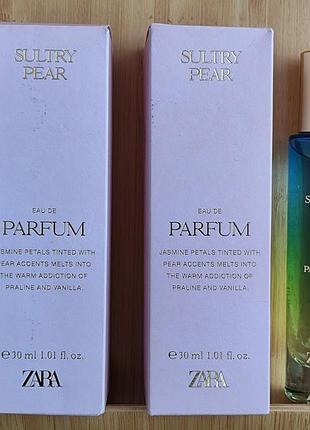 SULTRY
PEAR
EAU DE
PARFUM
JASMINE PETALS TINTED WITH
PEAR ACCENTS MELTS INTO
THE WARM ADDICTION OF
PRALINE AND VANILLA.
e 30 ml 1.01 fl. oz.
ZARA
SULTRY
PEAR
EAU DE
PARFUM
JASMINE PETALS TINTED WITH
PEAR ACCENTS MELTS INTO
THE WARM ADDICTION OF
PRALINE AND VANILLA.
e 30 ml 1.01 fl. oz.
ZARA